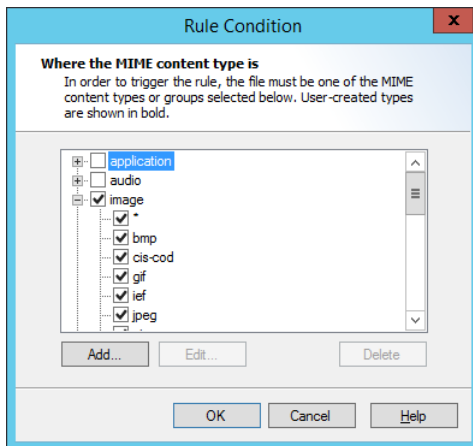 Rule Condition
x
Where the MIME content type is
In order to trigger the rule, the file must be one of the MIME
content types or groups selected below. User-created types
are shown in bold.
application
audio
image
*
bmp
cis-cod
gif
ief
jpeg
Add...
Edit...
Delete
OK
Cancel
Help